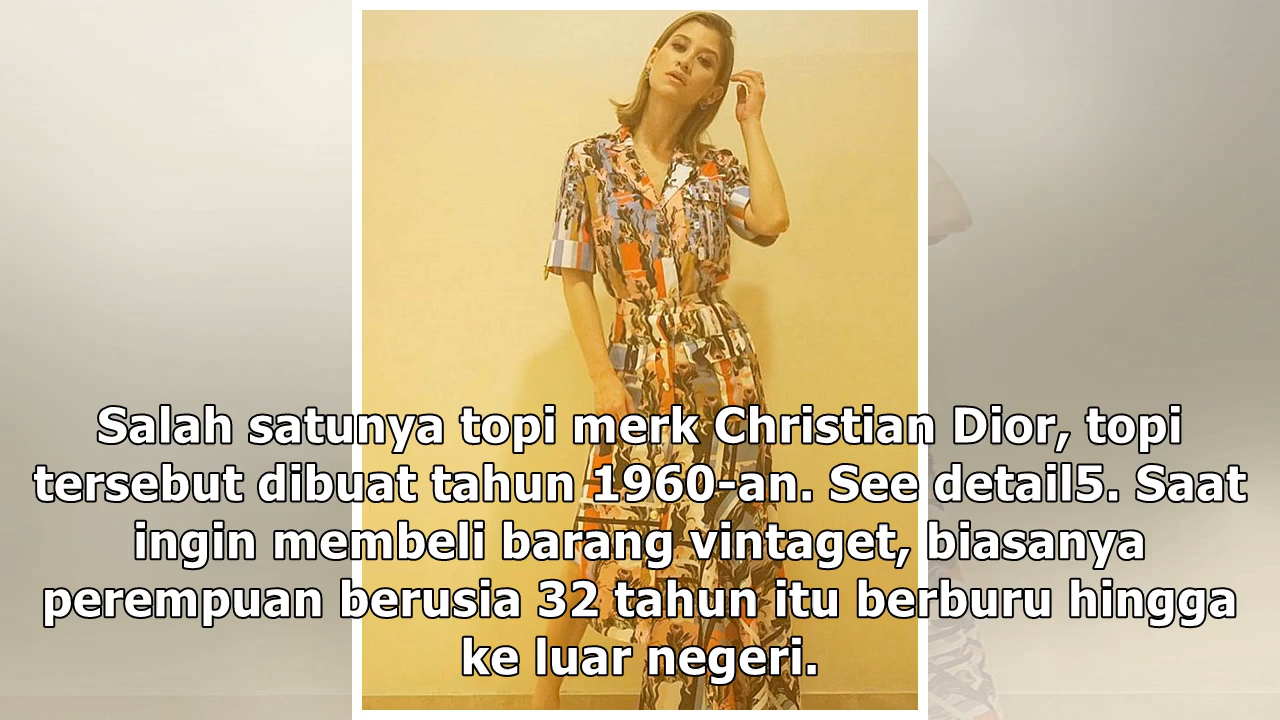 Salah satunya topi merk Christian Dior, topi
tersebut dibuat tahun 1960-an. See detail5. Saat
ingin membeli barang vintaget, biasanya
perempuan berusia 32 tahun itu berburu hingga
ke luar negeri.